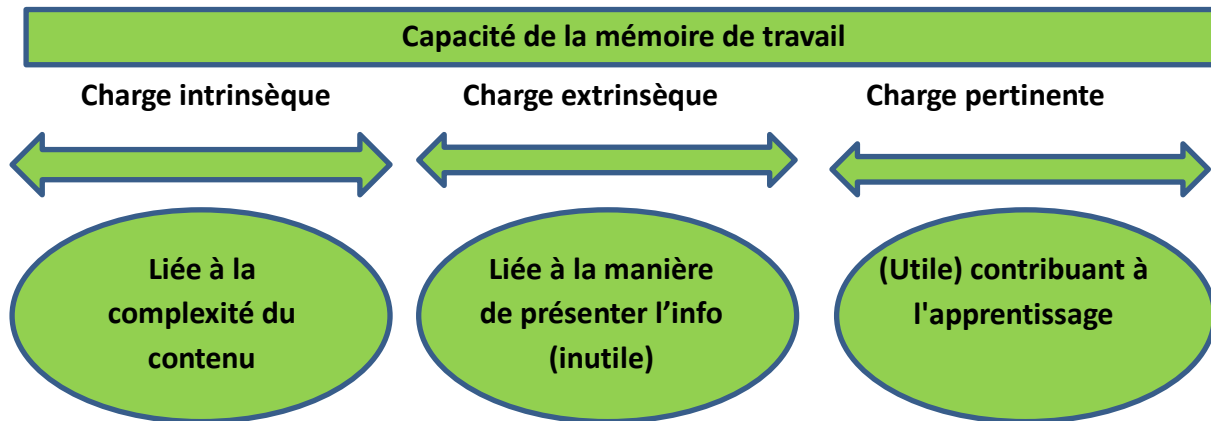 Capacité de la mémoire de travail
Charge intrinsèque
Charge extrinsèque
Charge pertinente
Liée à la
complexité du
contenu
Liée à la manière
de présenter l’info
(inutile)
(Utile) contribuant à
l'apprentissage